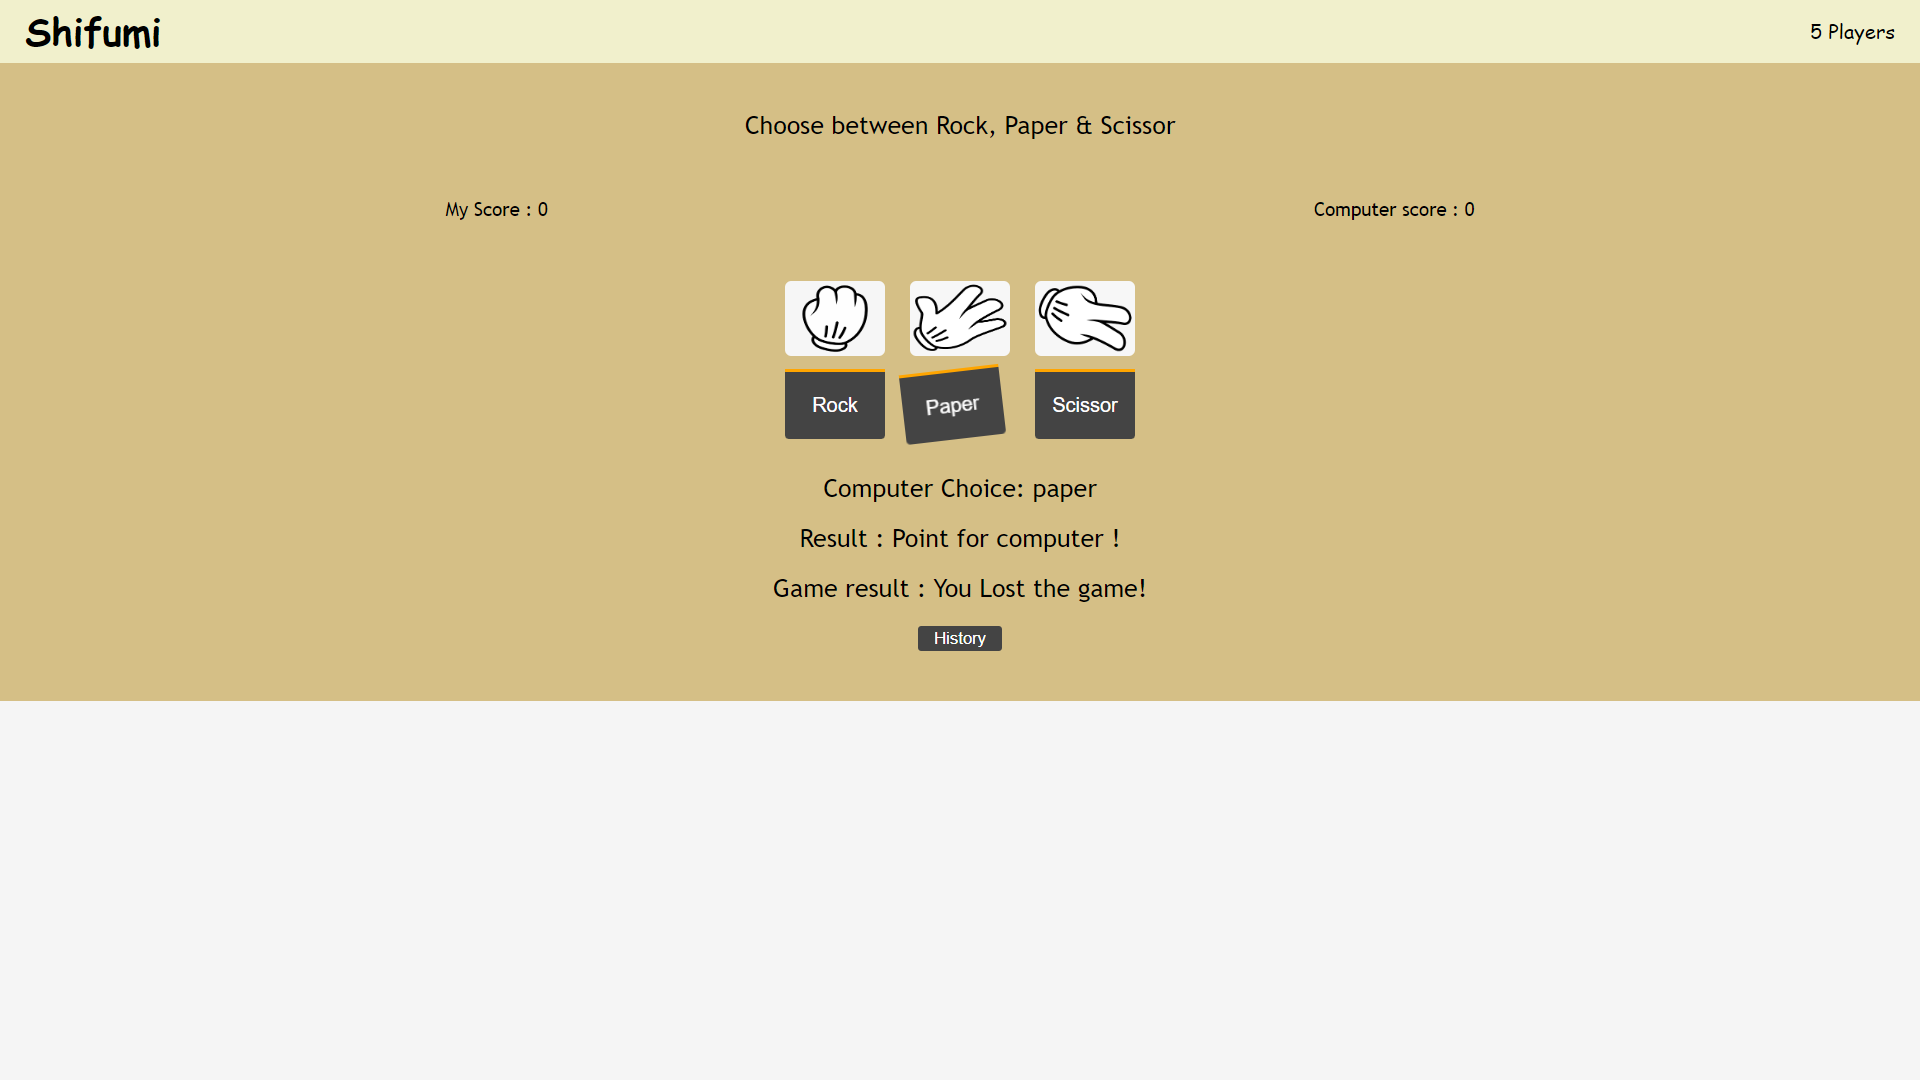 Shifumi
5 Players
Choose between Rock, Paper & Scissor
My Score : 0
Computer score : 0
Rock
Paper
Scissor
Computer Choice: paper
Result : Point for computer !
Game result : You Lost the game!
History